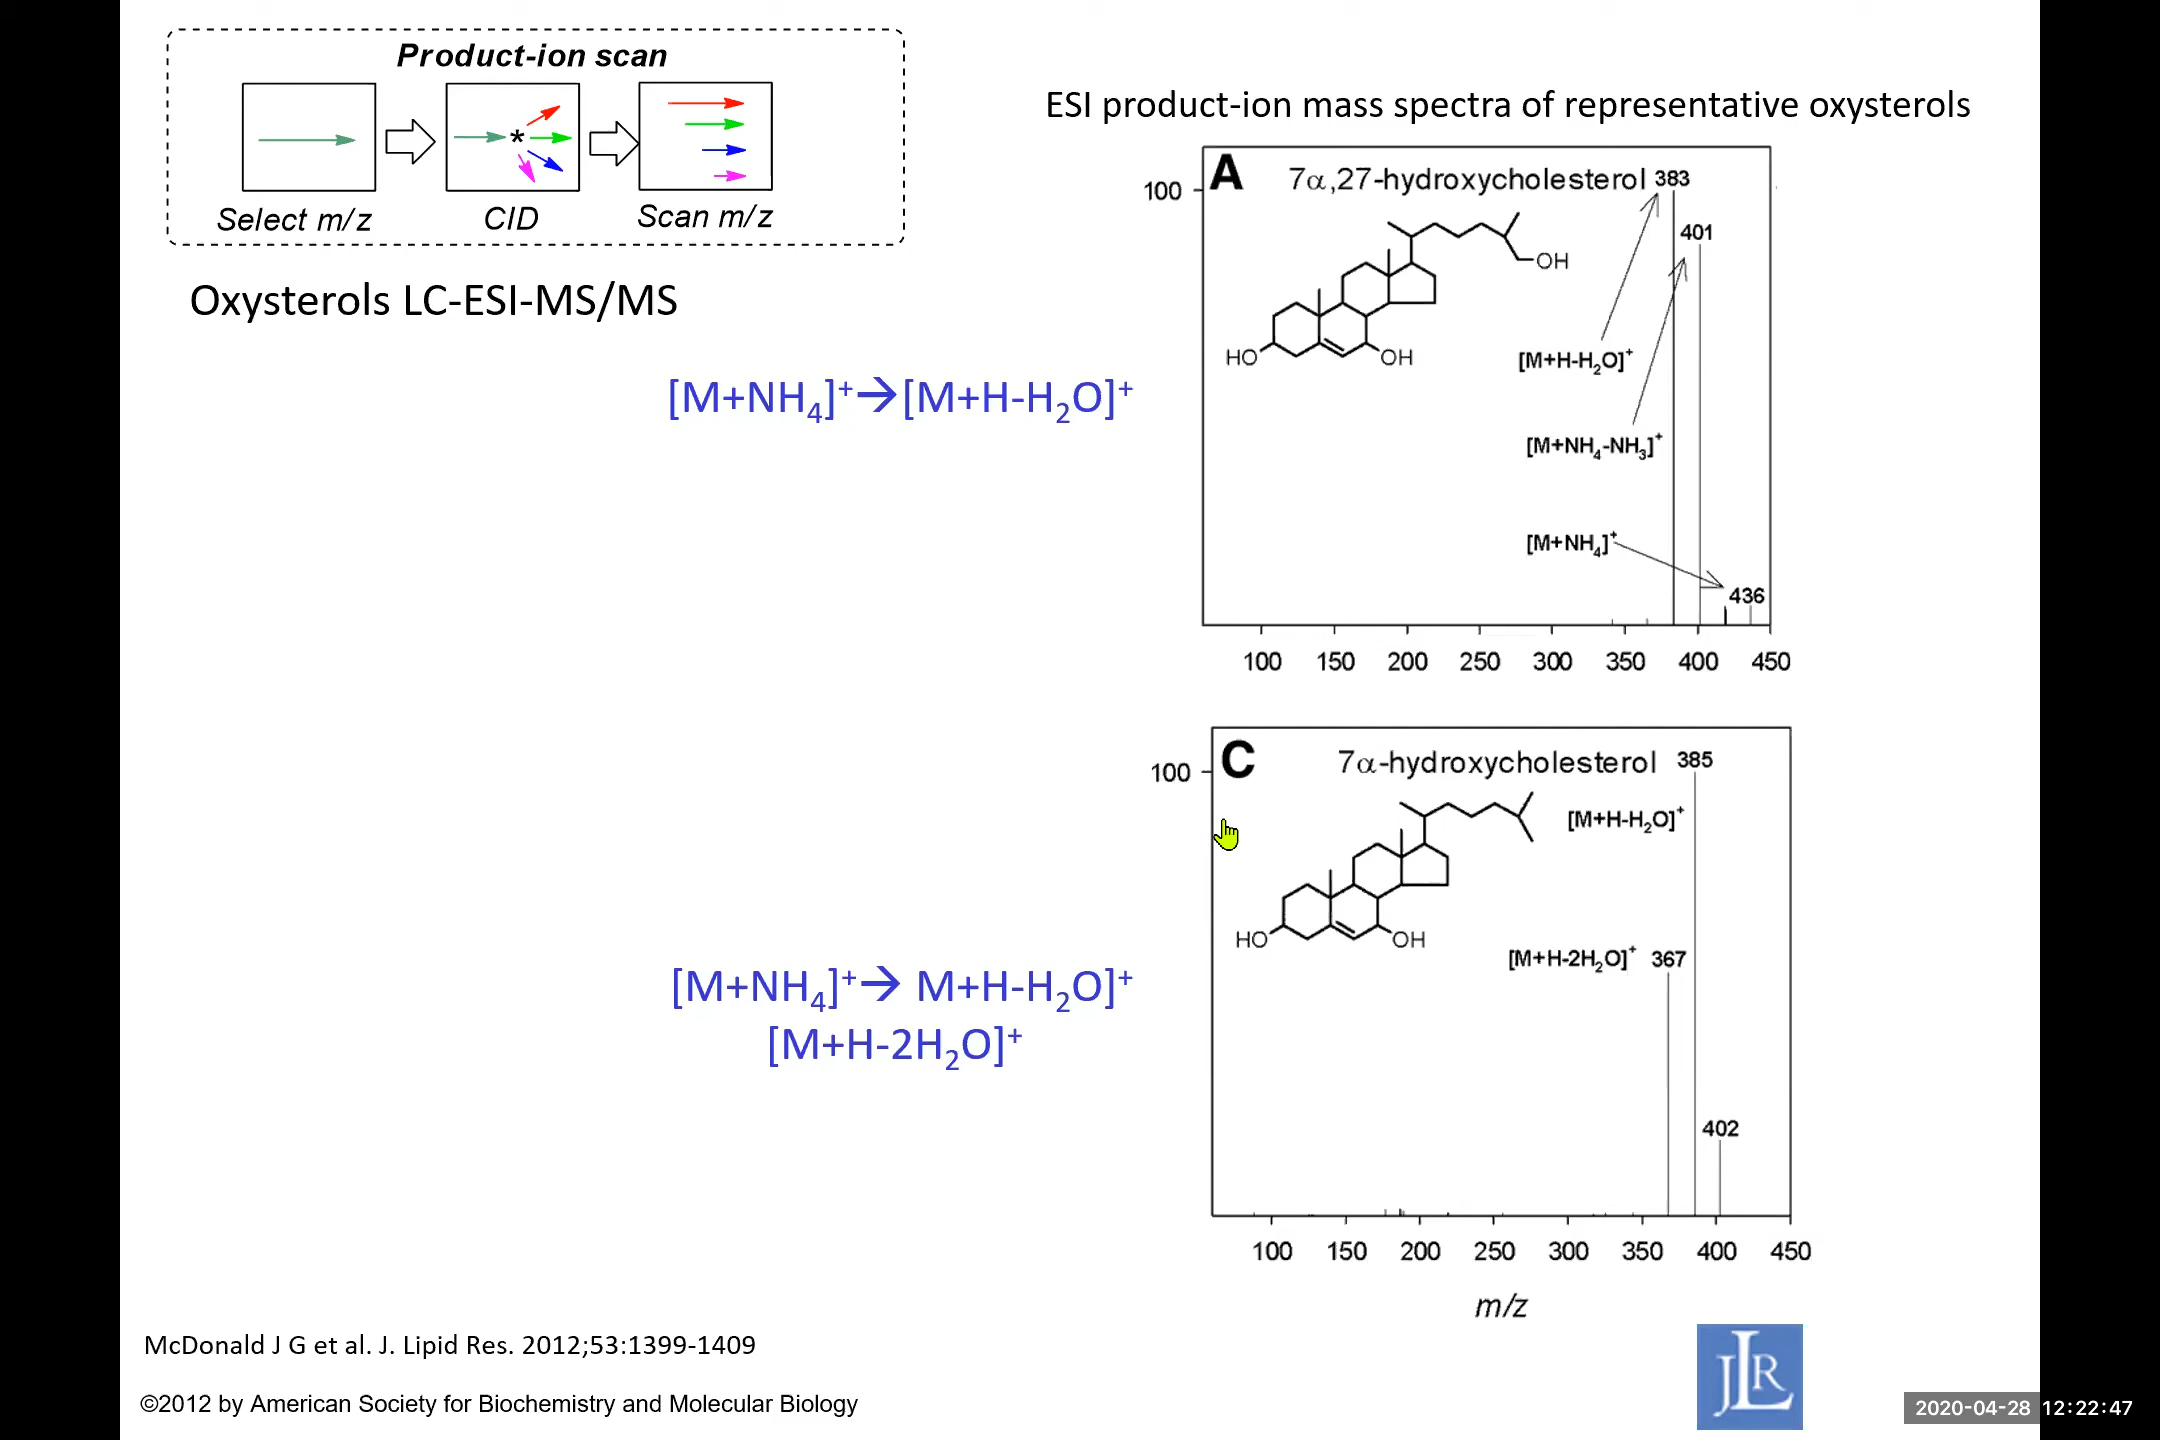 Product-ion scan
Select m/z
CID
*
Scan m/z
Oxysterols LC-ESI-MS/MS
ESI product-ion mass spectra of representative oxysterols
[M+NH4]+→[M+H-H2O]+
A
7α,27-hydroxycholesterol
383
100
401
OH
HO
OH
[M+H-H2O]+
[M+NH4-NH3]+
[M+NH4]+
436
100 150 200 250 300 350 400 450
C
7α-hydroxycholesterol
385
100
[M+H-H2O]+
HO
OH
[M+H-2H2O]+ 367
402
100 150 200 250 300 350 400 450
m/z
[M+NH4]+→ M+H-H2O]+
[M+H-2H2O]+
McDonald J G et al. J. Lipid Res. 2012;53:1399-1409
©2012 by American Society for Biochemistry and Molecular Biology
JLR
2020-04-28 12:22:47